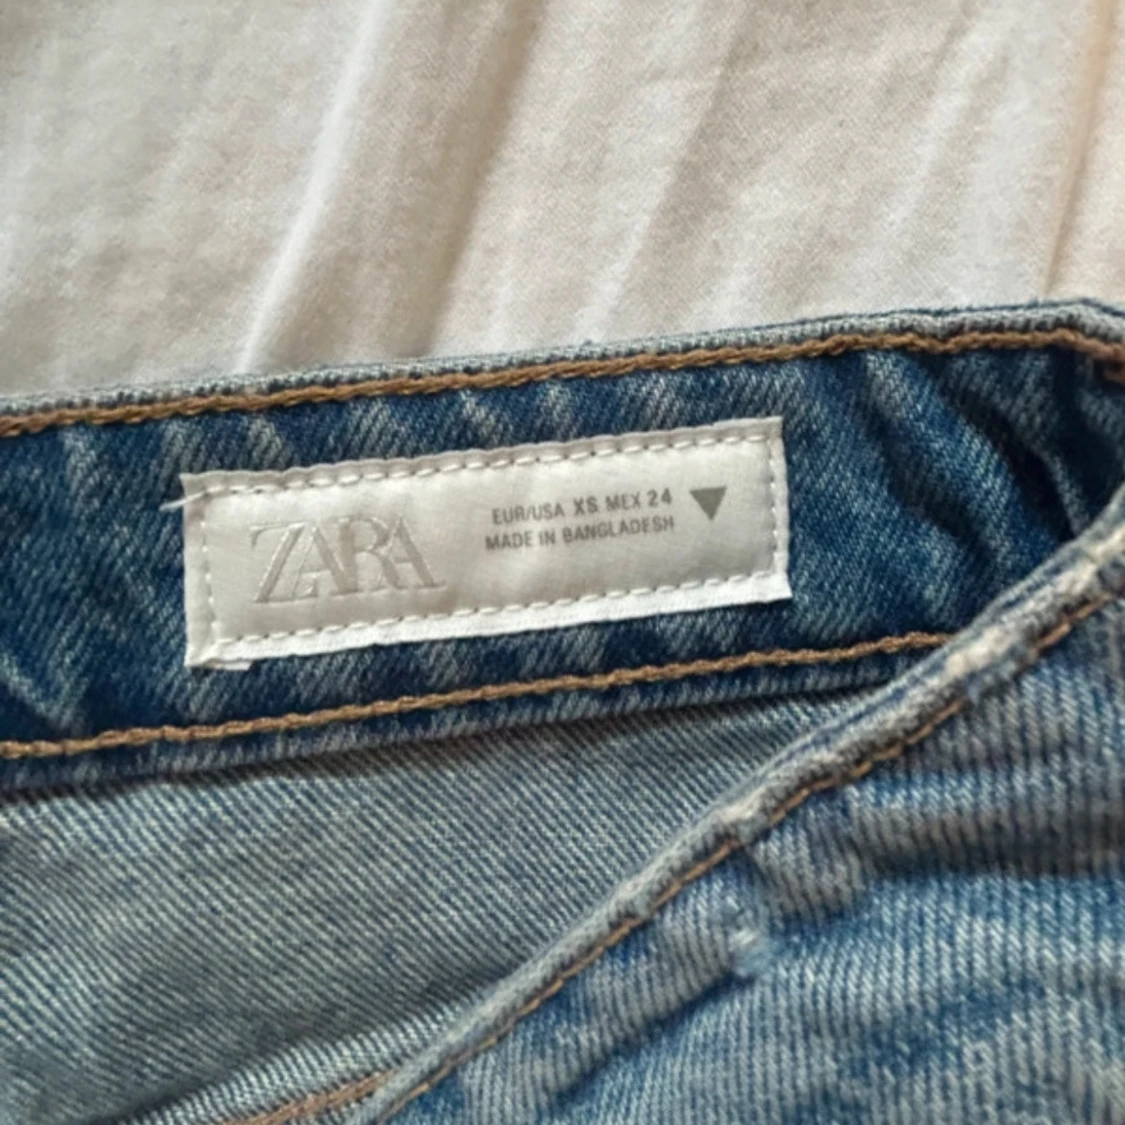 ZARA
EUR/USA XS MEX 24
MADE IN BANGLADESH